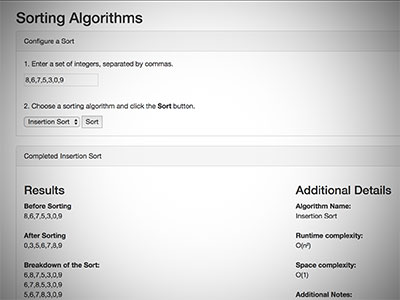 Sorting Algorithms
Configure a Sort
1. Enter a set of integers, separated by commas.
8,6,7,5,3,0,9
2. Choose a sorting algorithm and click the Sort button.
Insertion Sort
Sort
Completed Insertion Sort
Results
Before Sorting
8,6,7,5,3,0,9
After Sorting
0,3,5,6,7,8,9
Breakdown of the Sort:
6,8,7,5,3,0,9
6,7,8,5,3,0,9
5,6,7,8,3,0,9
Additional Details
Algorithm Name:
Insertion Sort
Runtime complexity:
O(n²)
Space complexity:
O(1)
Additional Notes: